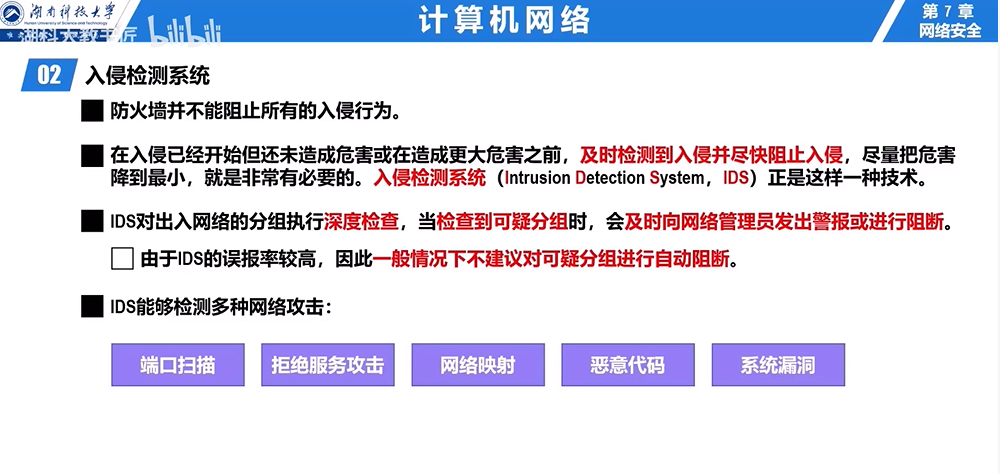 湖南科技大学
Hunan University of Science and Technology
湖科大教书匠
bilibili
计算机网络
第 7 章
网络安全
02
入侵检测系统
防火墙并不能阻止所有的入侵行为。
在入侵已经开始但还未造成危害或在造成更大危害之前，及时检测到入侵并尽快阻止入侵，尽量把危害
降到最小，就是非常有必要的。入侵检测系统（Intrusion Detection System，IDS）正是这样一种技术。
IDS对出入网络的分组执行深度检查，当检查到可疑分组时，会及时向网络管理员发出警报或进行阻断。
由于IDS的误报率较高，因此一般情况下不建议对可疑分组进行自动阻断。
IDS能够检测多种网络攻击：
端口扫描
拒绝服务攻击
网络映射
恶意代码
系统漏洞